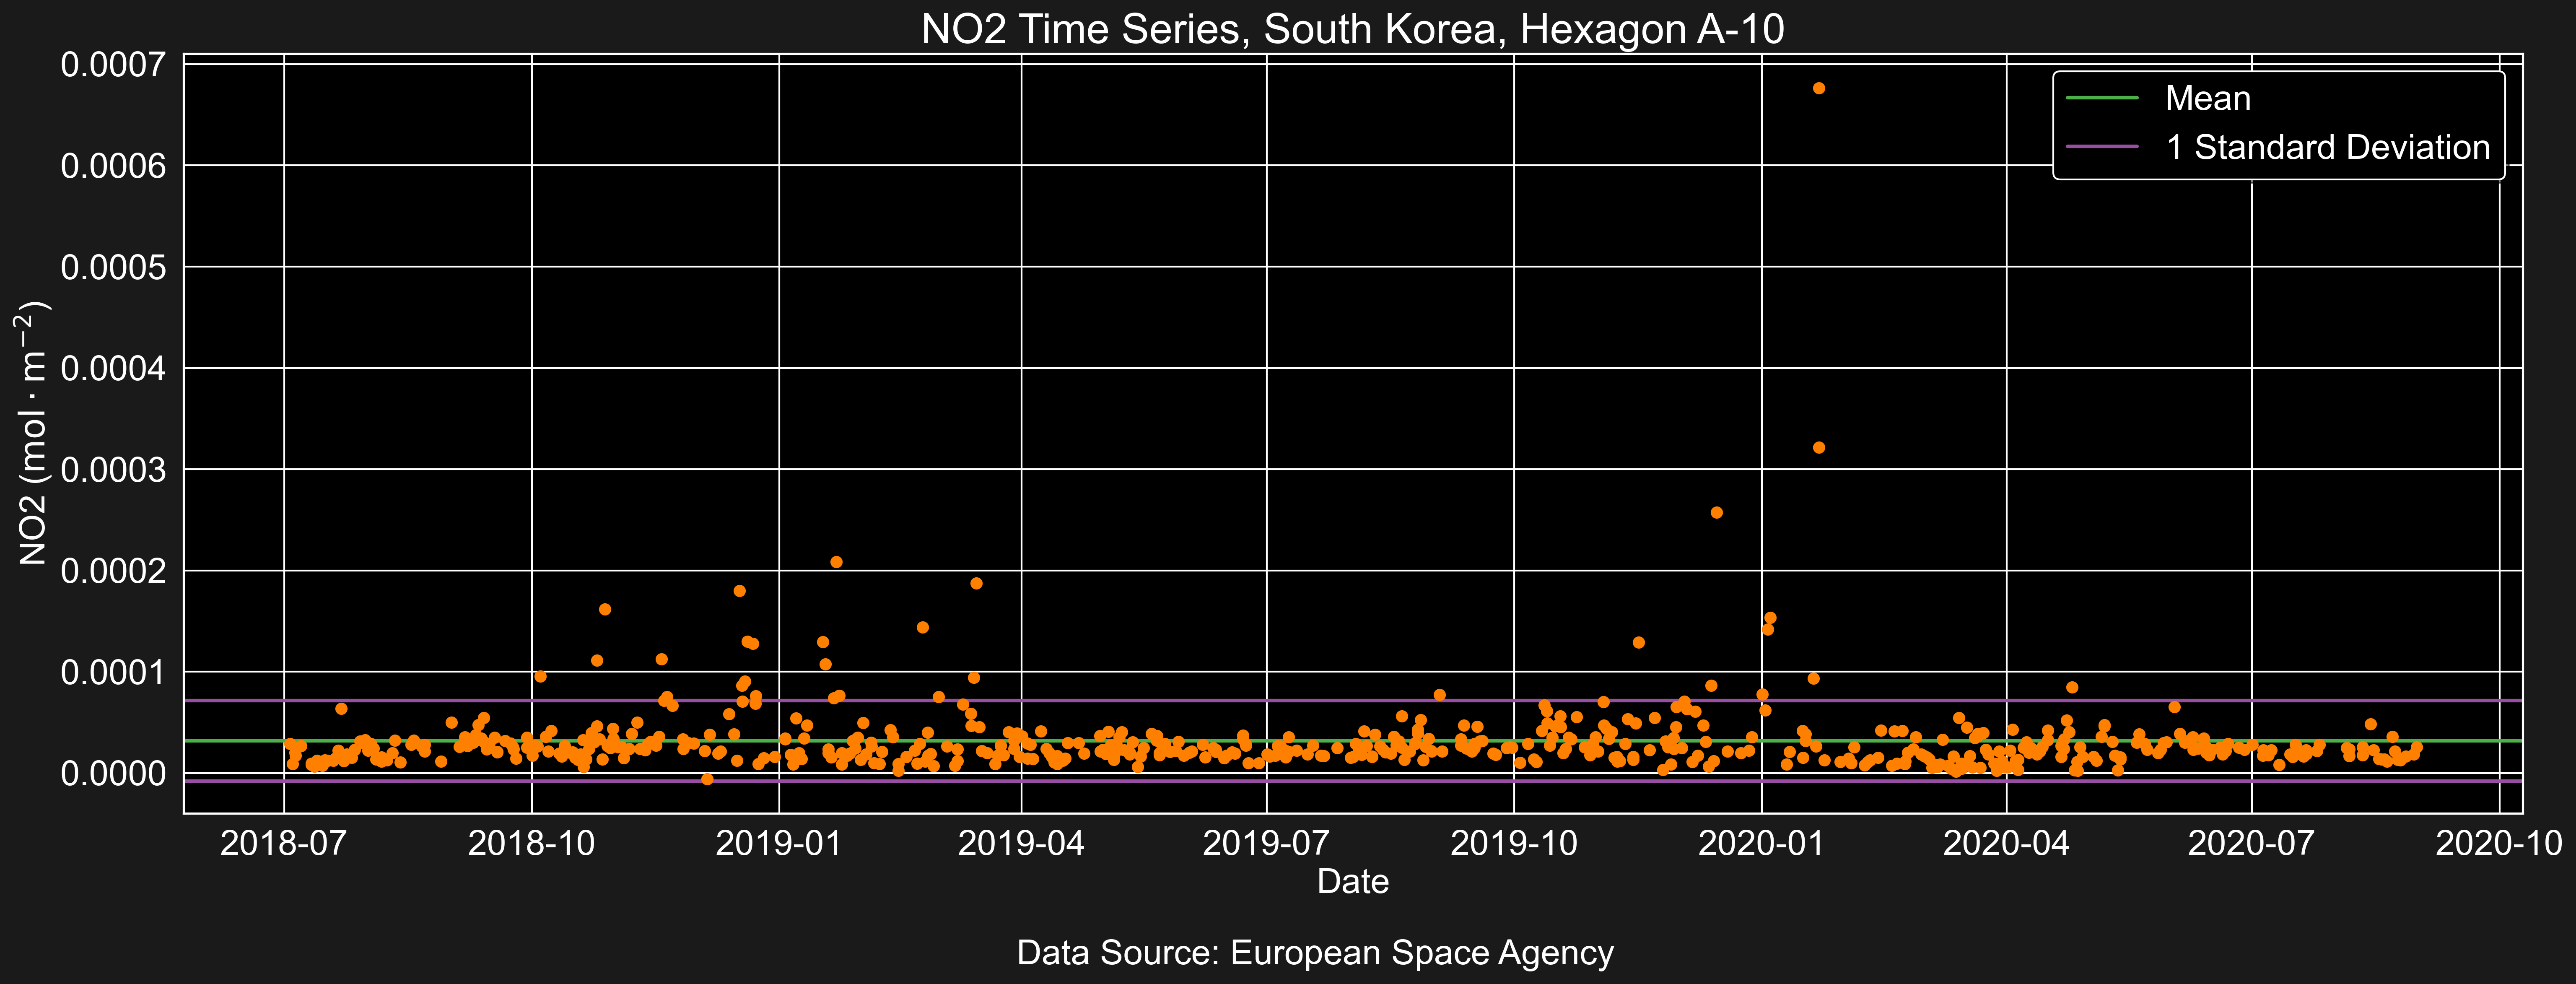 NO2 Time Series, South Korea, Hexagon A-10
0.0007
0.0006
0.0005
0.0004
0.0003
0.0002
0.0001
0.0000
NO2 (mol · m⁻²)
Mean
1 Standard Deviation
2018-07 2018-10 2019-01 2019-04 2019-07 2019-10 2020-01 2020-04 2020-07 2020-10
Date
Data Source: European Space Agency